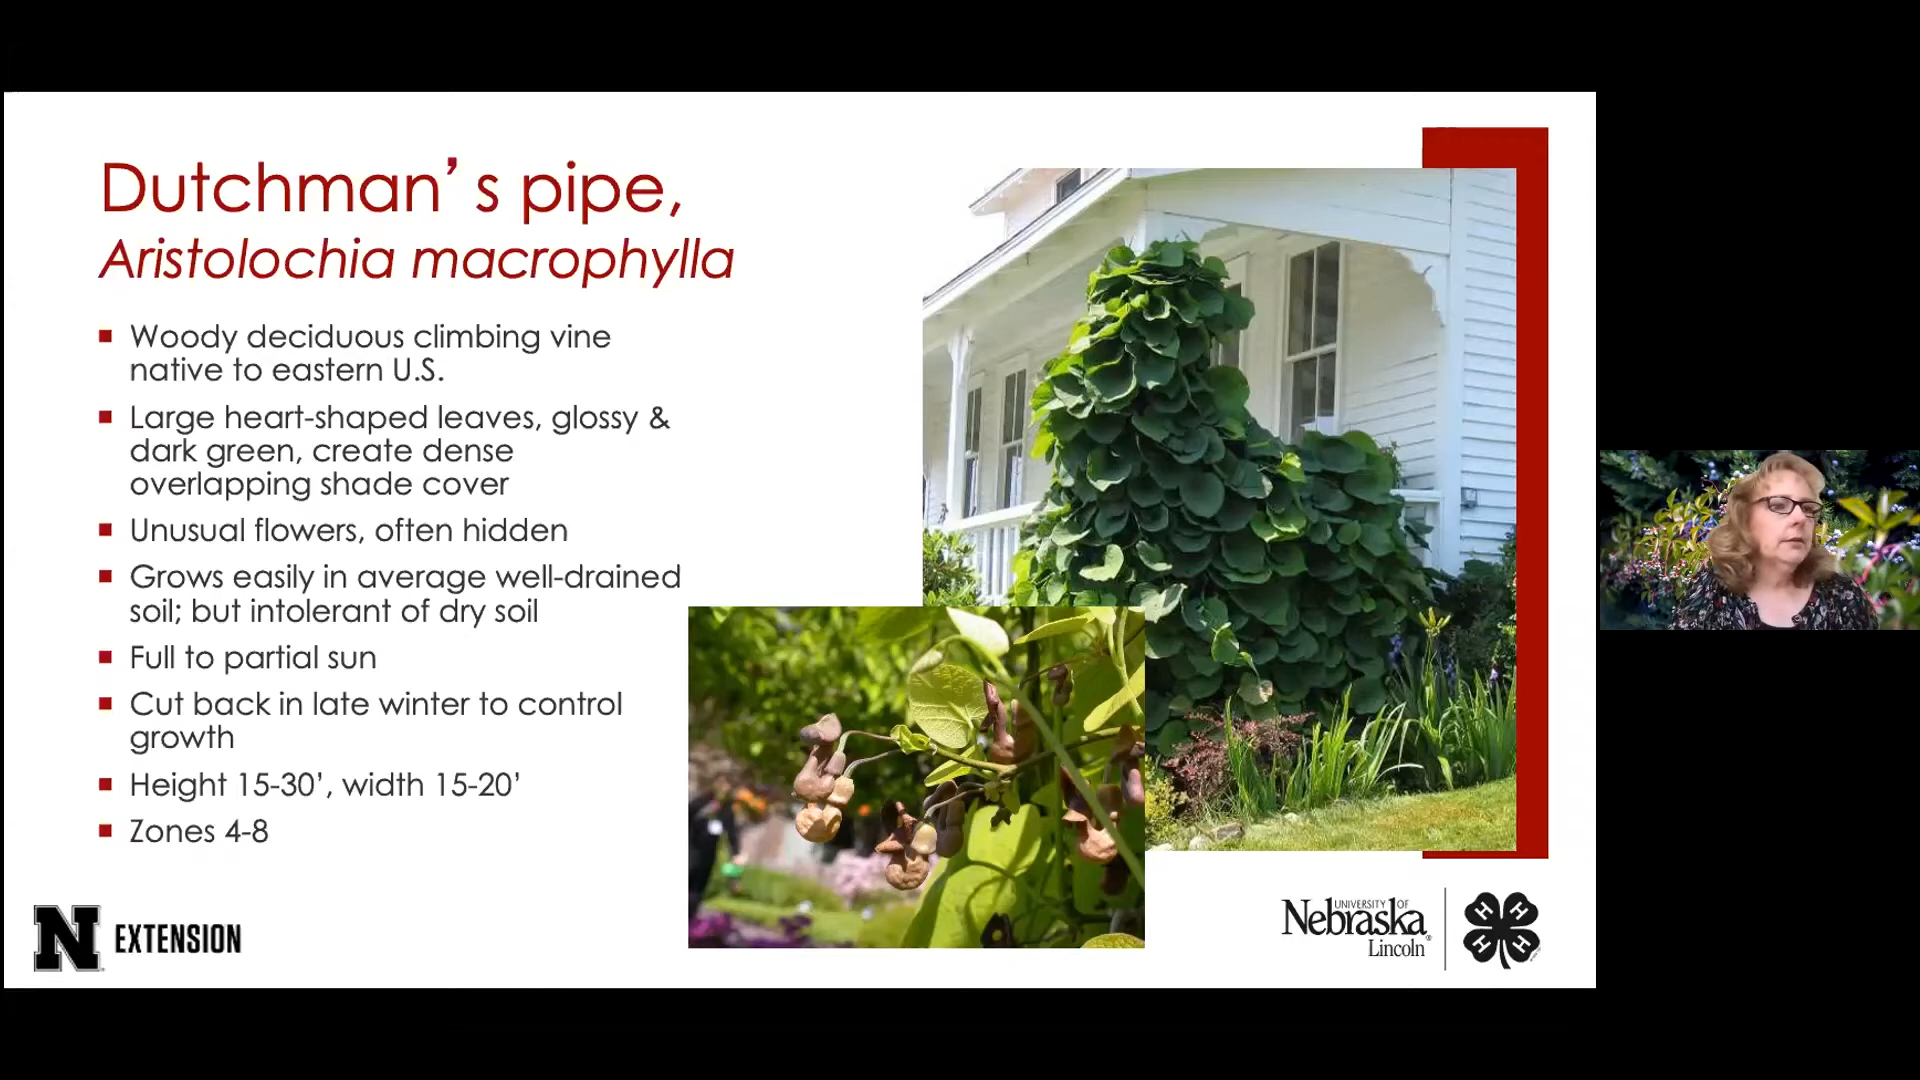 Dutchman’s pipe,
Aristolochia macrophylla
Woody deciduous climbing vine
native to eastern U.S.
Large heart-shaped leaves, glossy &
dark green, create dense
overlapping shade cover
Unusual flowers, often hidden
Grows easily in average well-drained
soil; but intolerant of dry soil
Full to partial sun
Cut back in late winter to control
growth
Height 15-30’, width 15-20’
Zones 4-8
N EXTENSION
UNIVERSITY OF
Nebraska
Lincoln
H H
H H